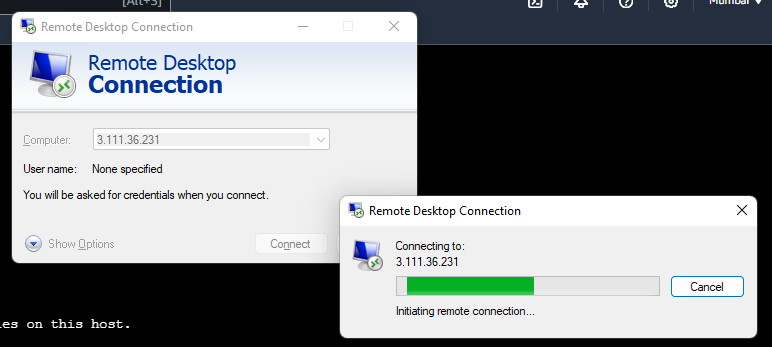 [Alt+S]
Mumbai
Remote Desktop Connection
Remote Desktop
Connection
Computer: 3.111.36.231
User name: None specified
You will be asked for credentials when you connect.
Show Options
Connect
Remote Desktop Connection
Connecting to:
3.111.36.231
Cancel
Initiating remote connection...
on this host.